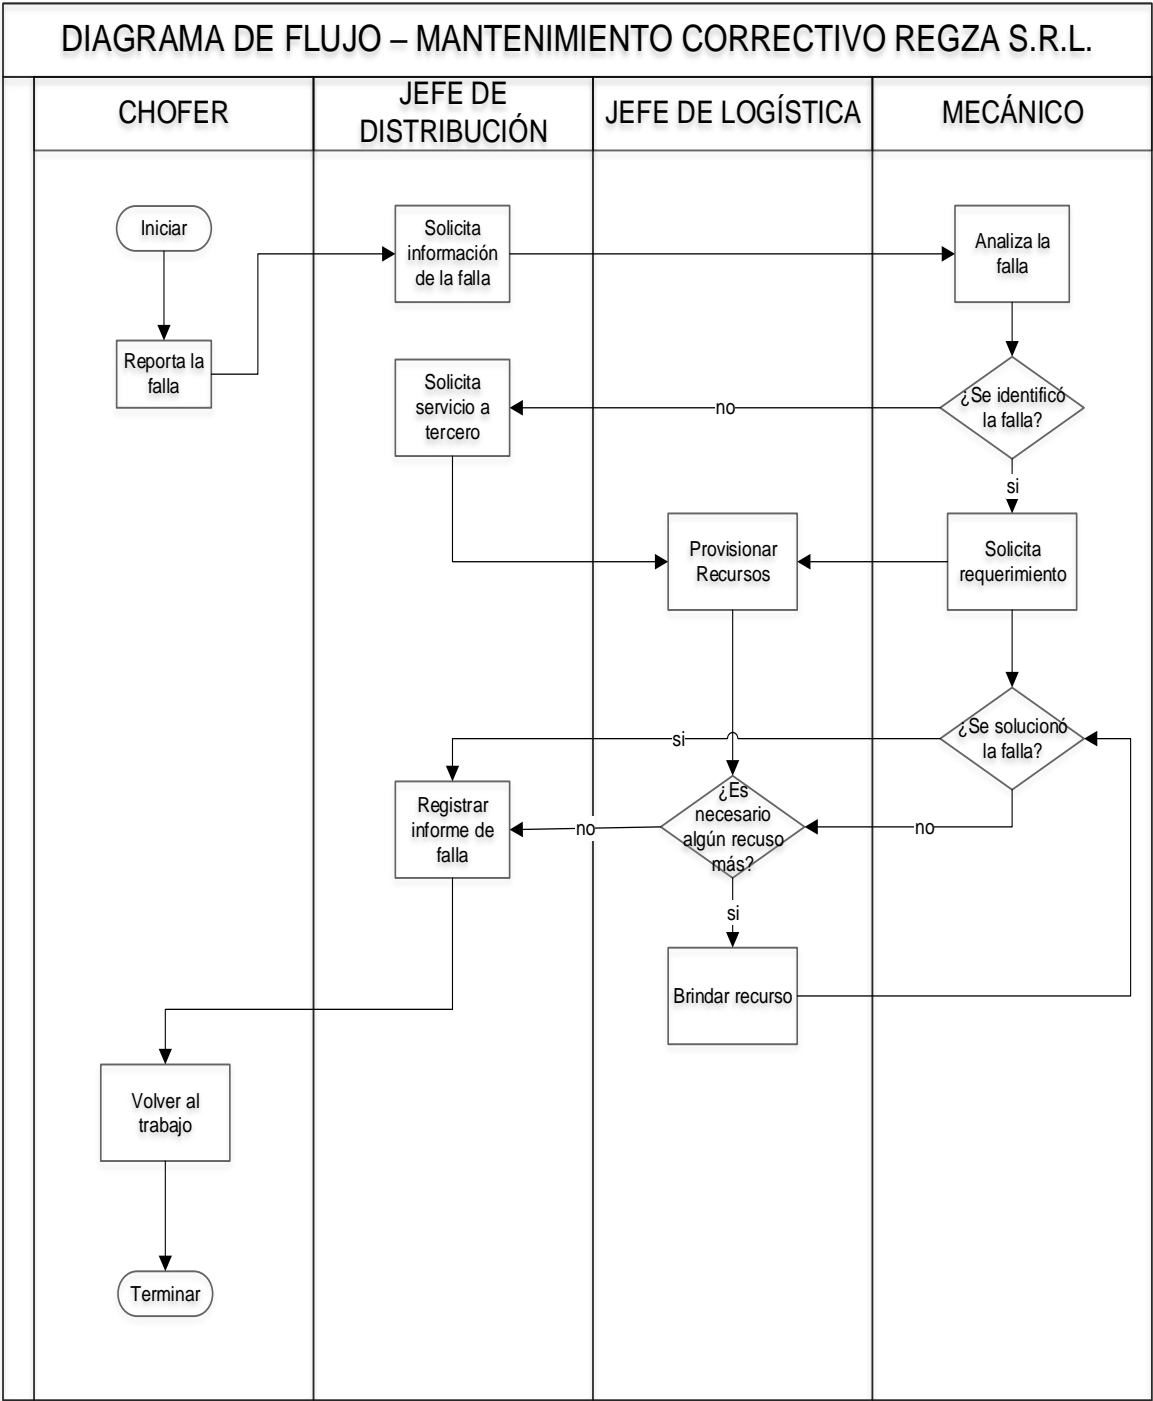 DIAGRAMA DE FLUJO – MANTENIMIENTO CORRECTIVO REGZA S.R.L.
CHOFER
JEFE DE
DISTRIBUCIÓN
JEFE DE LOGÍSTICA
MECÁNICO
Iniciar
Solicita
información
de la falla
Analiza la
falla
Reporta la
falla
Solicita
servicio a
tercero
no
¿Se identificó
la falla?
si
Provisionar
Recursos
Solicita
requerimiento
si
¿Se solucionó
la falla?
Registrar
informe de
falla
no
¿Es
necesario
algún recuso
más?
no
si
Brindar recurso
Volver al
trabajo
Terminar